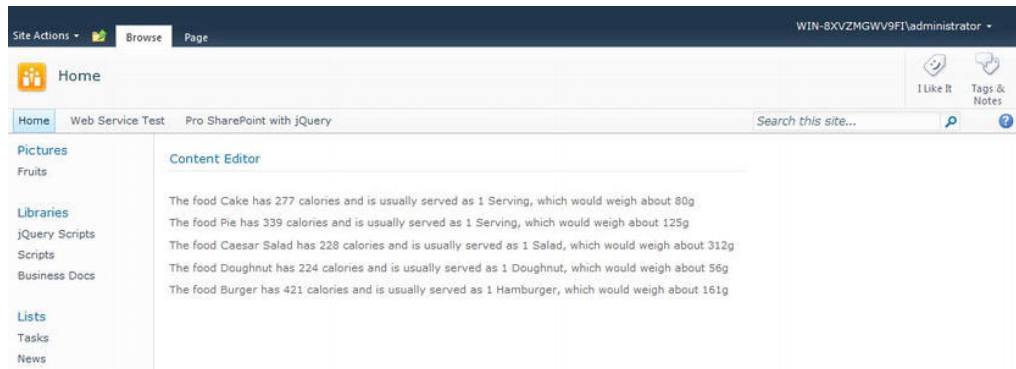 WIN-8XVZMGWV9FI\administrator
Site Actions Browse Page
Home
I Like It Tags & Notes
Home Web Service Test Pro SharePoint with jQuery Search this site...
Pictures
Fruits
Libraries
jQuery Scripts
Scripts
Business Docs
Lists
Tasks
News
Content Editor
The food Cake has 277 calories and is usually served as 1 Serving, which would weigh about 80g
The food Pie has 339 calories and is usually served as 1 Serving, which would weigh about 125g
The food Caesar Salad has 228 calories and is usually served as 1 Salad, which would weigh about 312g
The food Doughnut has 224 calories and is usually served as 1 Doughnut, which would weigh about 56g
The food Burger has 421 calories and is usually served as 1 Hamburger, which would weigh about 161g